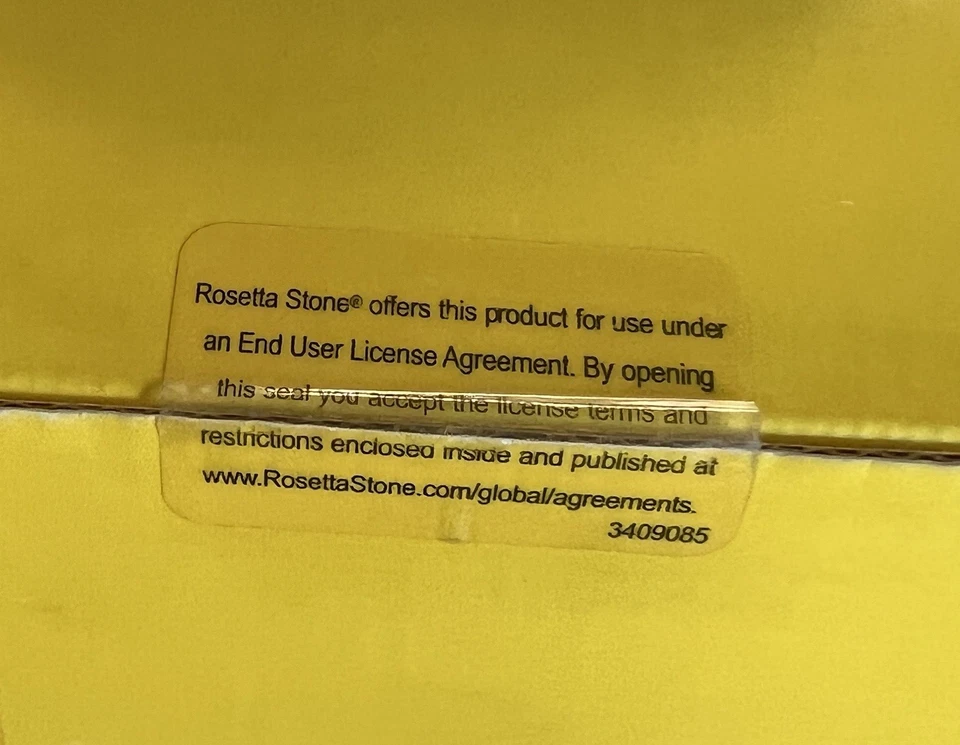 Rosetta Stone® offers this product for use under
an End User License Agreement. By opening
this seal you accept the license terms and
restrictions enclosed inside and published at
www.RosettaStone.com/global/agreements.
3409085